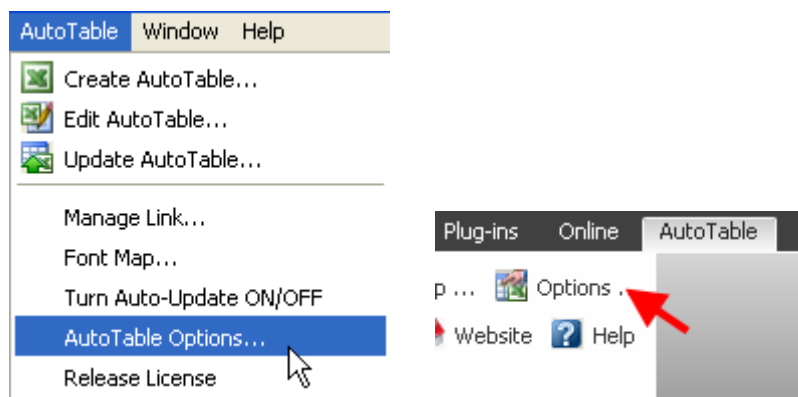 AutoTable Window Help
Create AutoTable...
Edit AutoTable...
Update AutoTable...
Manage Link...
Font Map...
Turn Auto-Update ON/OFF
AutoTable Options...
Release License
Plug-ins Online AutoTable
p ... Options .
Website Help